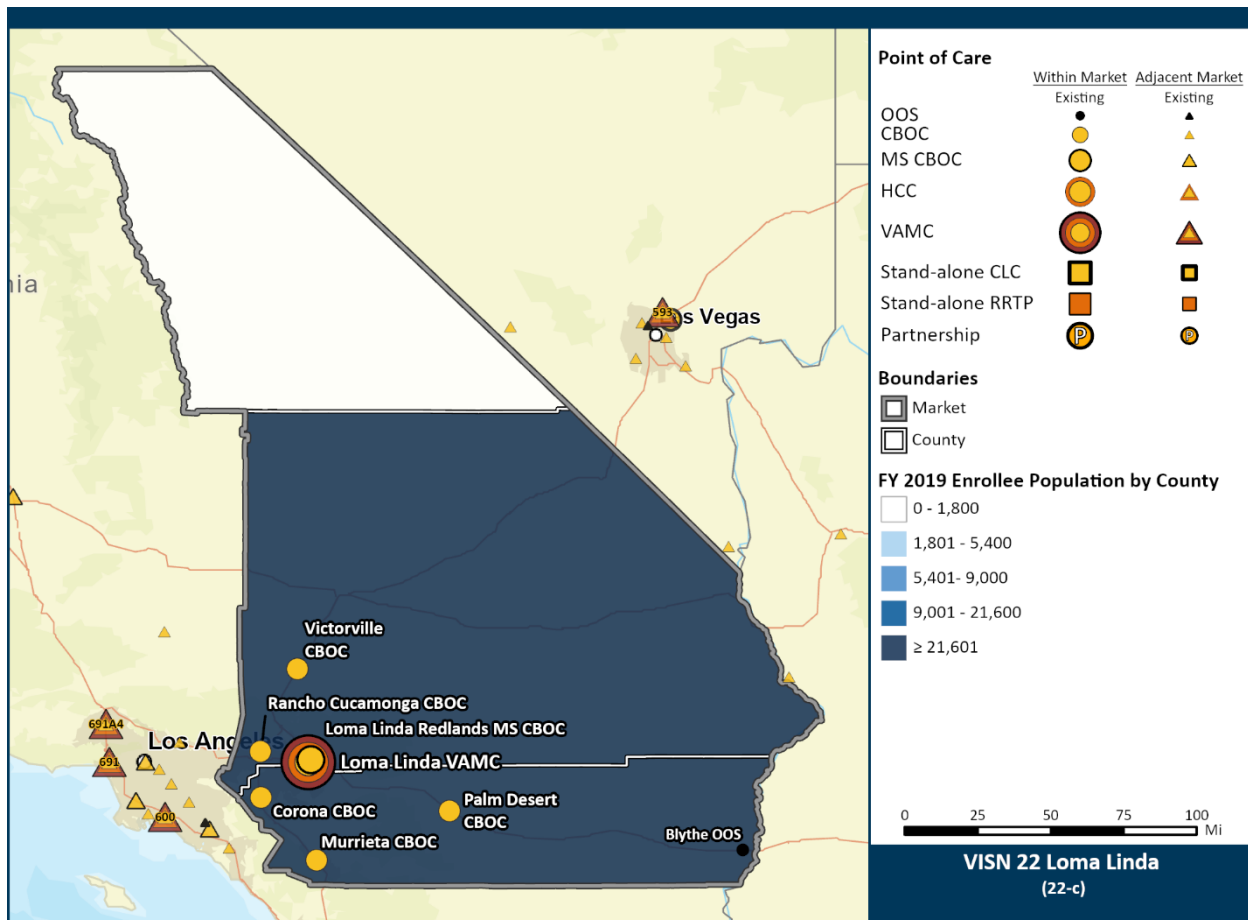 Point of Care
Within Market
Adjacent Market
Existing
Existing
OOS
CBOC
MS CBOC
HCC
VAMC
Stand-alone CLC
Stand-alone RRTP
Partnership
P
P
Boundaries
Market
County
FY 2019 Enrollee Population by County
0 - 1,800
1,801 - 5,400
5,401- 9,000
9,001 - 21,600
≥ 21,601
nia
593
s Vegas
Victorville
CBOC
Rancho Cucamonga CBOC
Loma Linda Redlands MS CBOC
Loma Linda VAMC
691A4
Los Angeles
691
Corona CBOC
Palm Desert
CBOC
600
Murrieta CBOC
Blythe OOS
0 25 50 75 100
Mi
VISN 22 Loma Linda
(22-c)